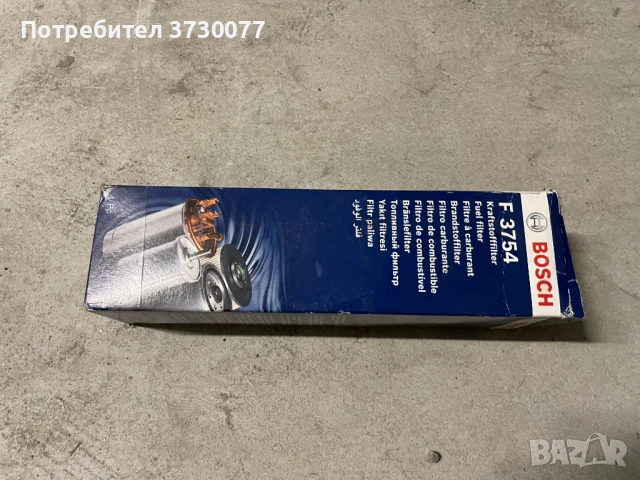 Потребител 3730077
BOSCH
F 3754
Kraftstofffilter
Fuel filter
Filtre à carburant
Brandstoffilter
Filtro carburante
Filtro de combustible
Filtro de combustível
Bränslefilter
Топливный фильтр
Yakıt filtresi
Filtr paliwa
فلتر الوقود
BAZAR